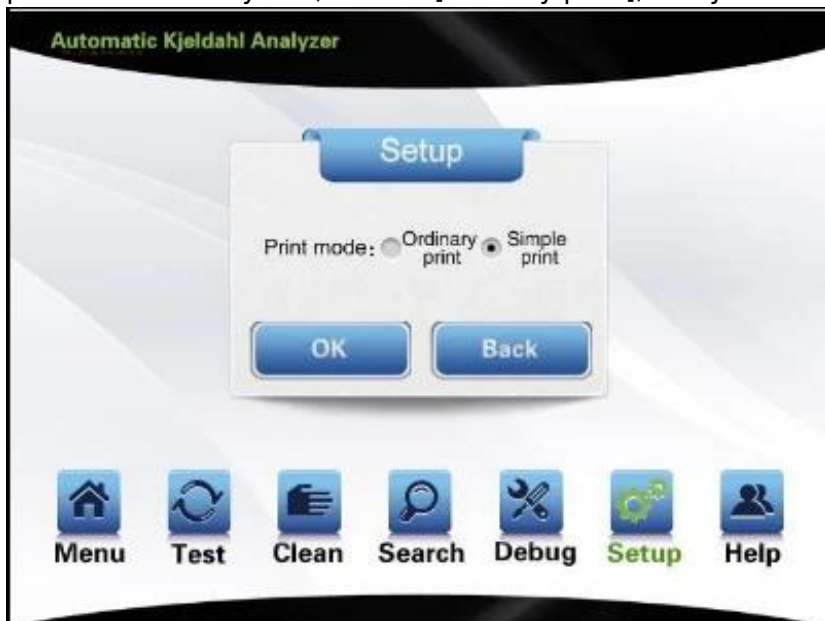 Automatic Kjeldahl Analyzer
Setup
Print mode: Ordinary print Simple print
OK Back
Menu Test Clean Search Debug Setup Help